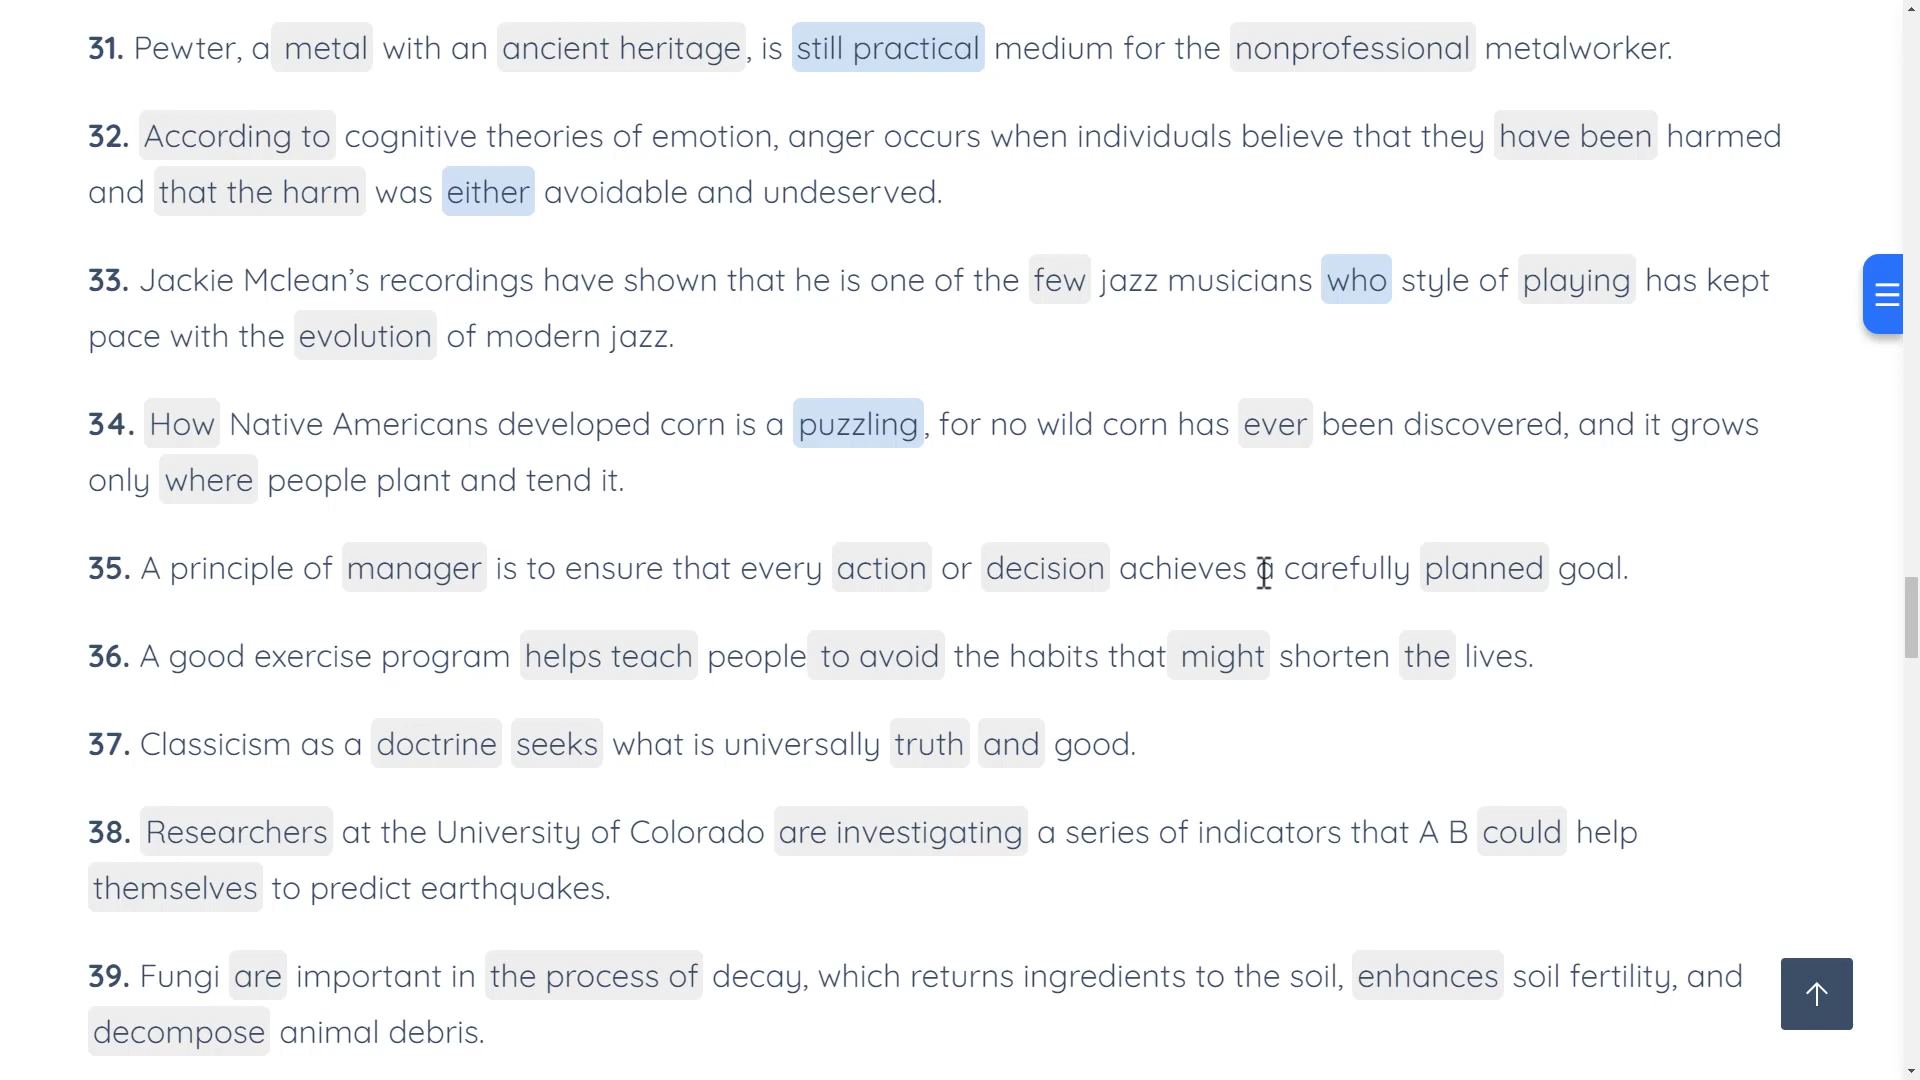 31. Pewter, a metal with an ancient heritage, is still practical medium for the nonprofessional metalworker.
32. According to cognitive theories of emotion, anger occurs when individuals believe that they have been harmed
and that the harm was either avoidable and undeserved.
33. Jackie Mclean’s recordings have shown that he is one of the few jazz musicians who style of playing has kept
pace with the evolution of modern jazz.
34. How Native Americans developed corn is a puzzling, for no wild corn has ever been discovered, and it grows
only where people plant and tend it.
35. A principle of manager is to ensure that every action or decision achieves a carefully planned goal.
36. A good exercise program helps teach people to avoid the habits that might shorten the lives.
37. Classicism as a doctrine seeks what is universally truth and good.
38. Researchers at the University of Colorado are investigating a series of indicators that A B could help
themselves to predict earthquakes.
39. Fungi are important in the process of decay, which returns ingredients to the soil, enhances soil fertility, and
decompose animal debris.